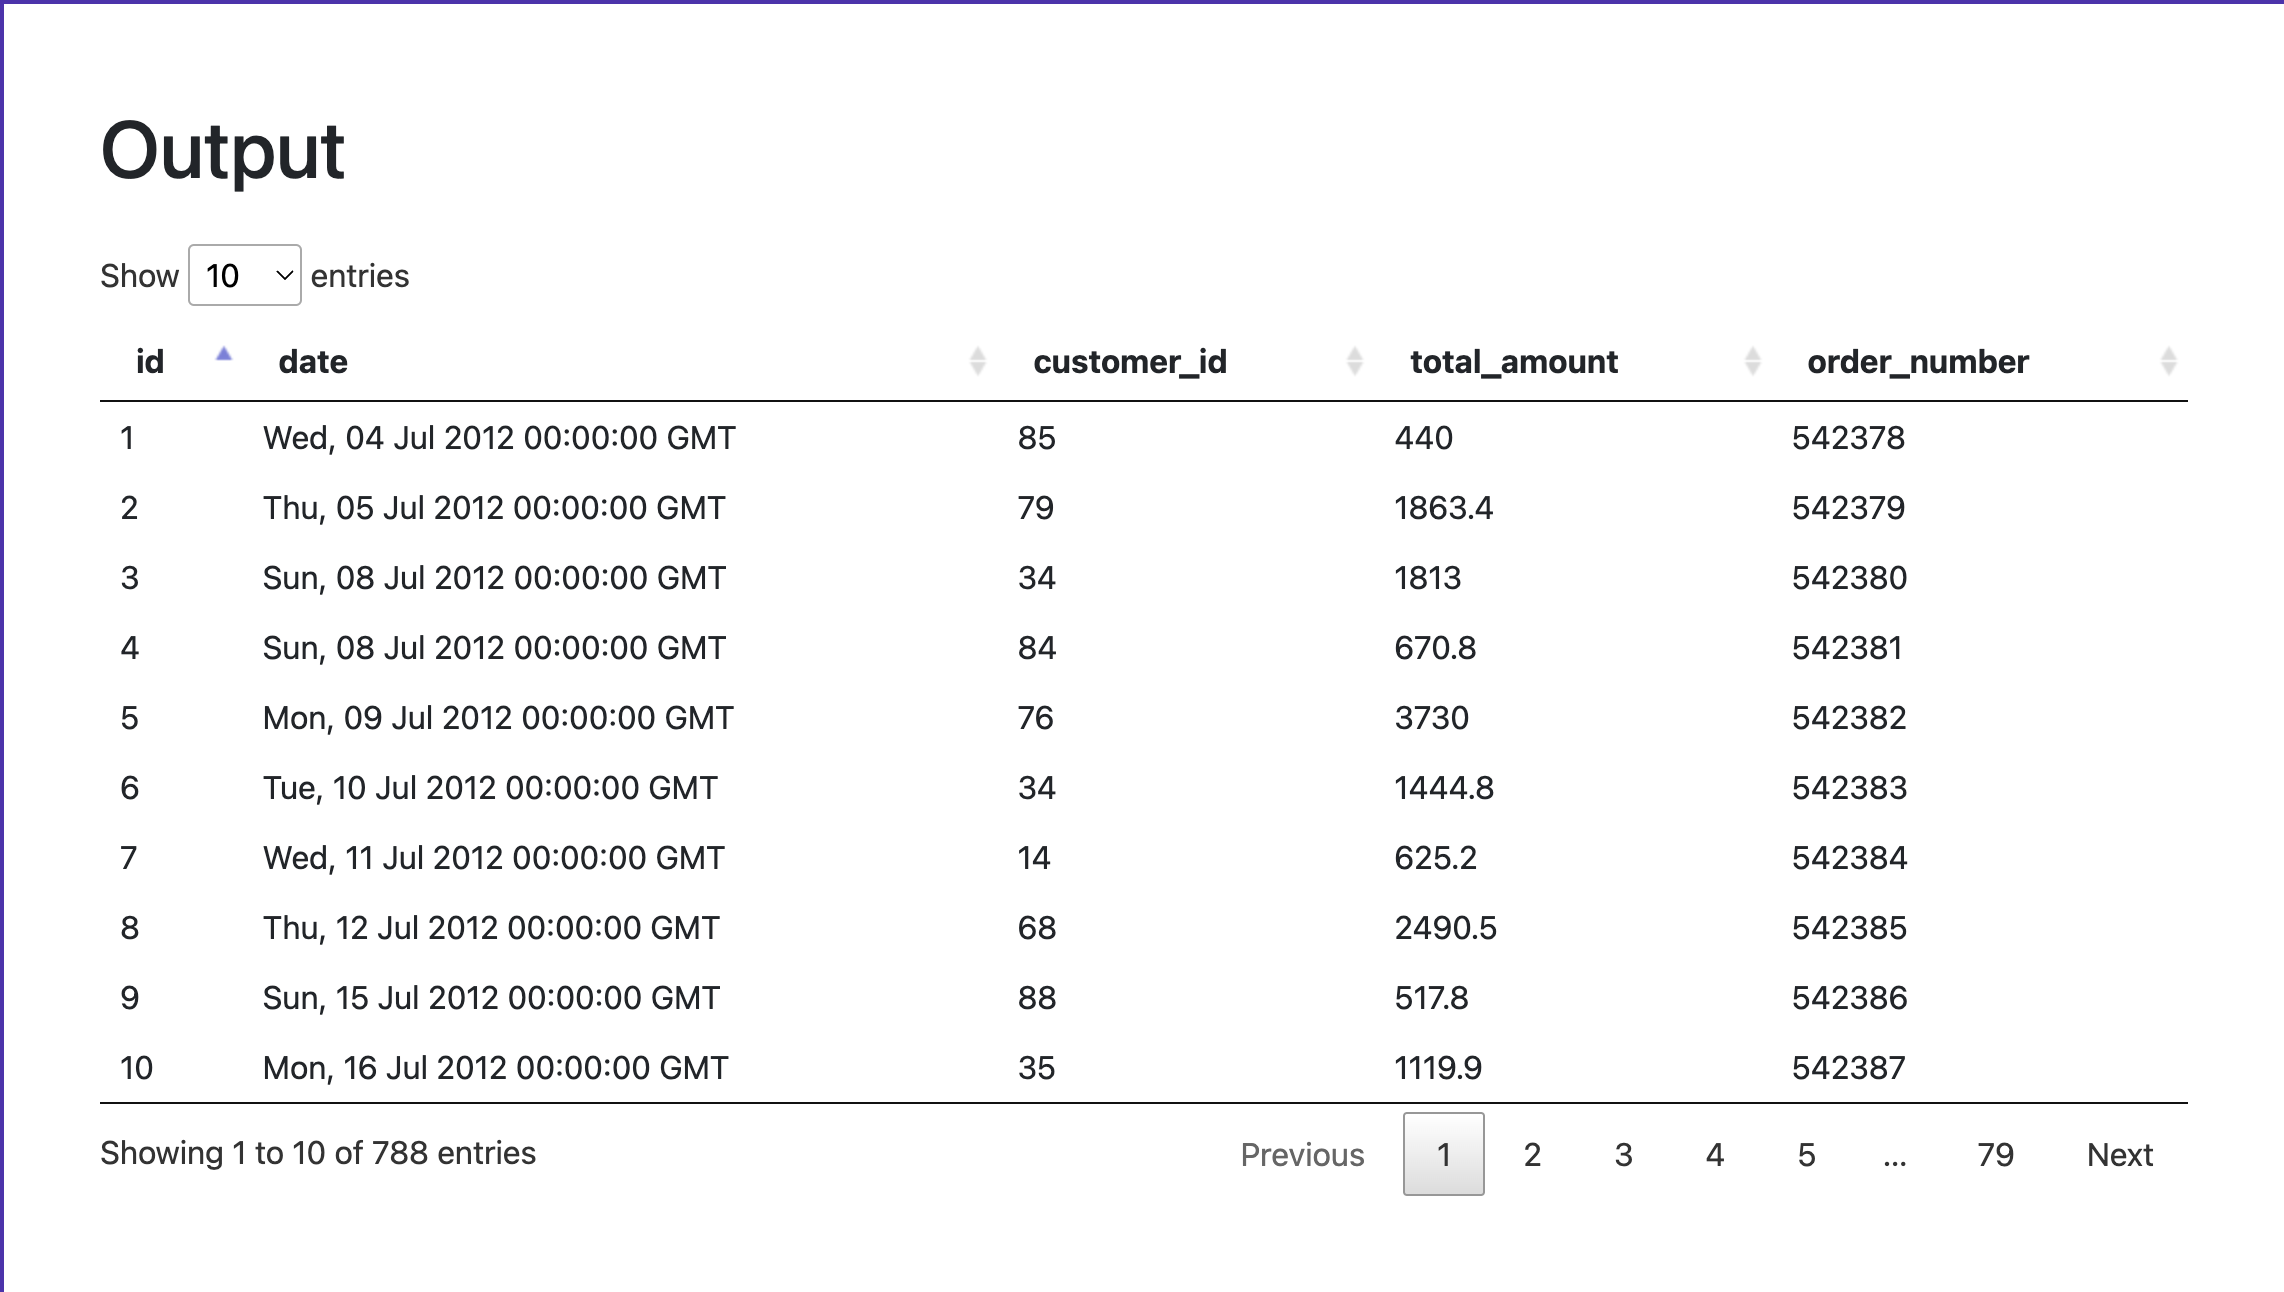 Output
Show 10 entries
id date customer_id total_amount order_number
1 Wed, 04 Jul 2012 00:00:00 GMT 85 440 542378
2 Thu, 05 Jul 2012 00:00:00 GMT 79 1863.4 542379
3 Sun, 08 Jul 2012 00:00:00 GMT 34 1813 542380
4 Sun, 08 Jul 2012 00:00:00 GMT 84 670.8 542381
5 Mon, 09 Jul 2012 00:00:00 GMT 76 3730 542382
6 Tue, 10 Jul 2012 00:00:00 GMT 34 1444.8 542383
7 Wed, 11 Jul 2012 00:00:00 GMT 14 625.2 542384
8 Thu, 12 Jul 2012 00:00:00 GMT 68 2490.5 542385
9 Sun, 15 Jul 2012 00:00:00 GMT 88 517.8 542386
10 Mon, 16 Jul 2012 00:00:00 GMT 35 1119.9 542387
Showing 1 to 10 of 788 entries Previous 1 2 3 4 5 ... 79 Next